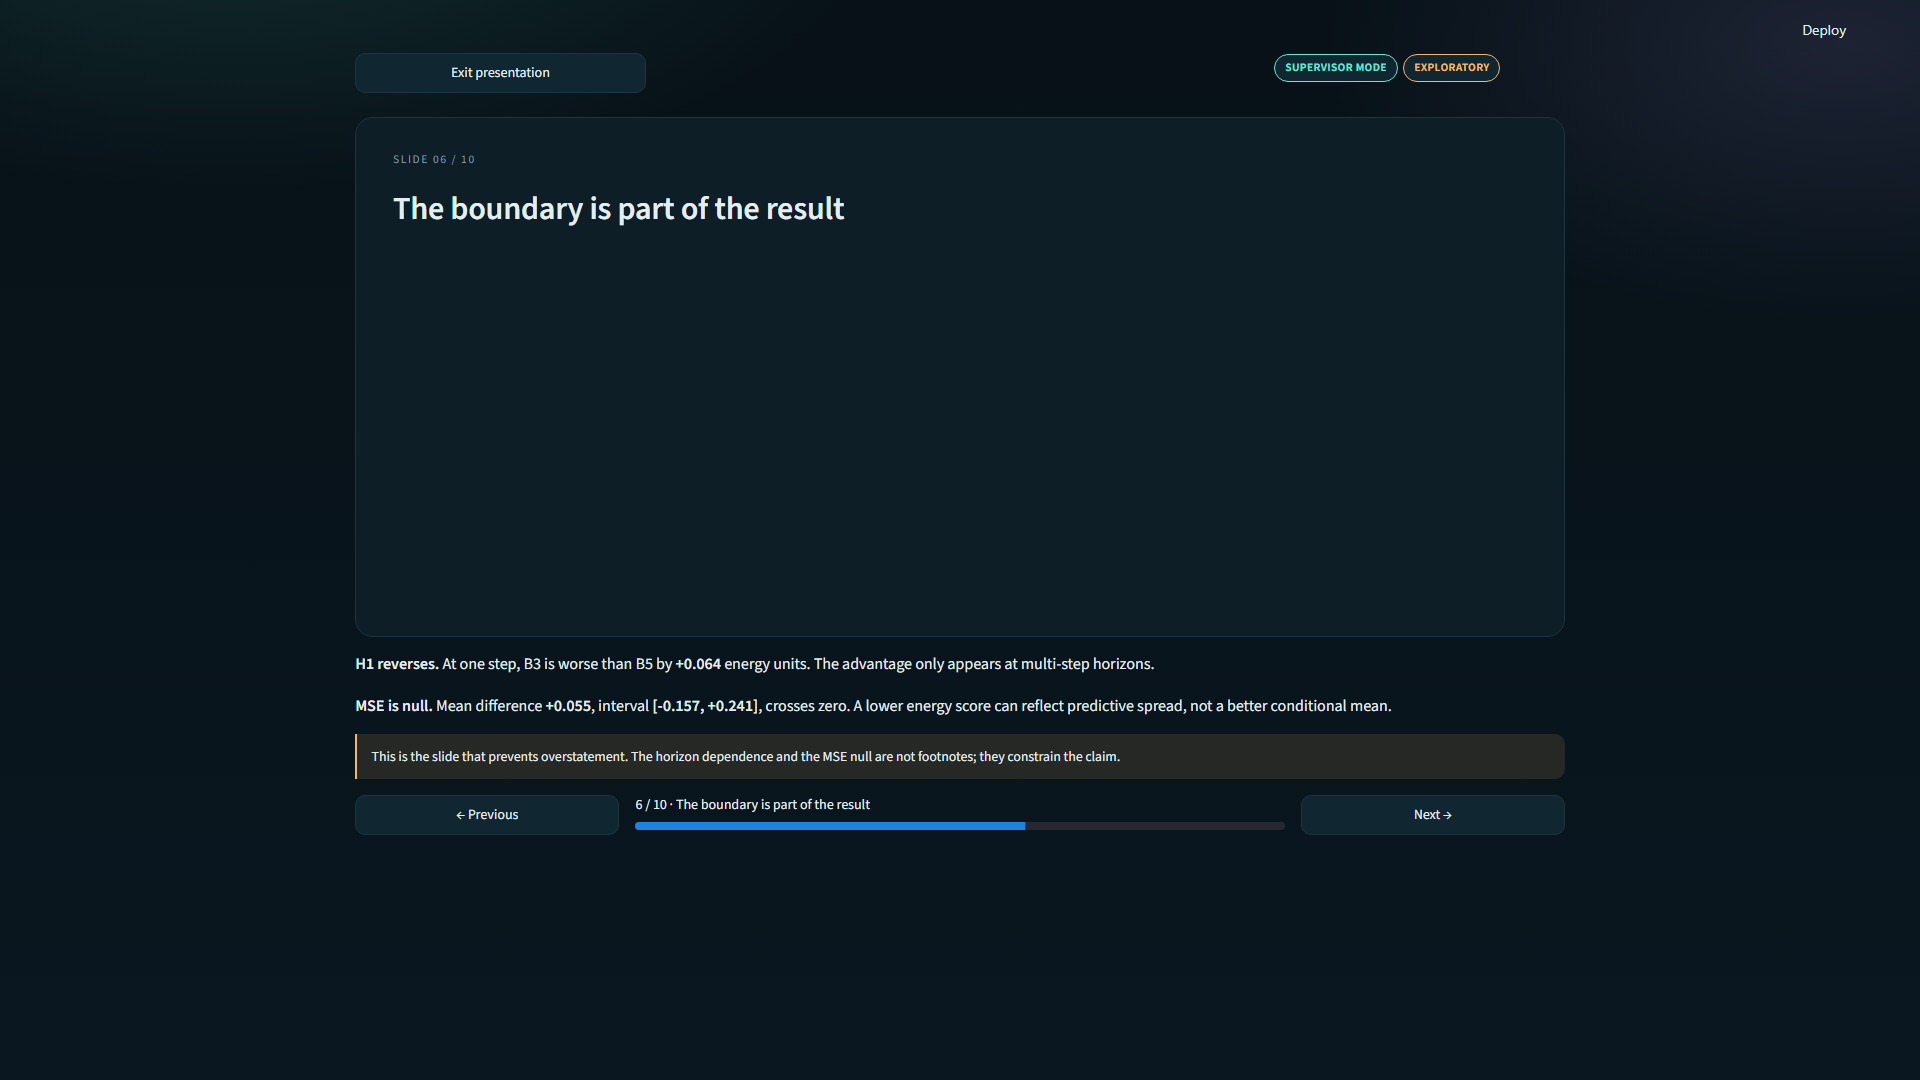 Deploy
Exit presentation
SUPERVISOR MODE
EXPLORATORY
SLIDE 06 / 10
The boundary is part of the result
H1 reverses. At one step, B3 is worse than B5 by +0.064 energy units. The advantage only appears at multi-step horizons.
MSE is null. Mean difference +0.055, interval [-0.157, +0.241], crosses zero. A lower energy score can reflect predictive spread, not a better conditional mean.
This is the slide that prevents overstatement. The horizon dependence and the MSE null are not footnotes; they constrain the claim.
← Previous
6 / 10 · The boundary is part of the result
Next →